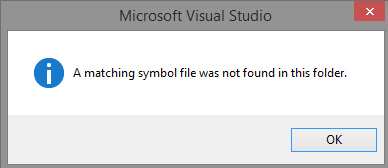 Microsoft Visual Studio
A matching symbol file was not found in this folder.
OK